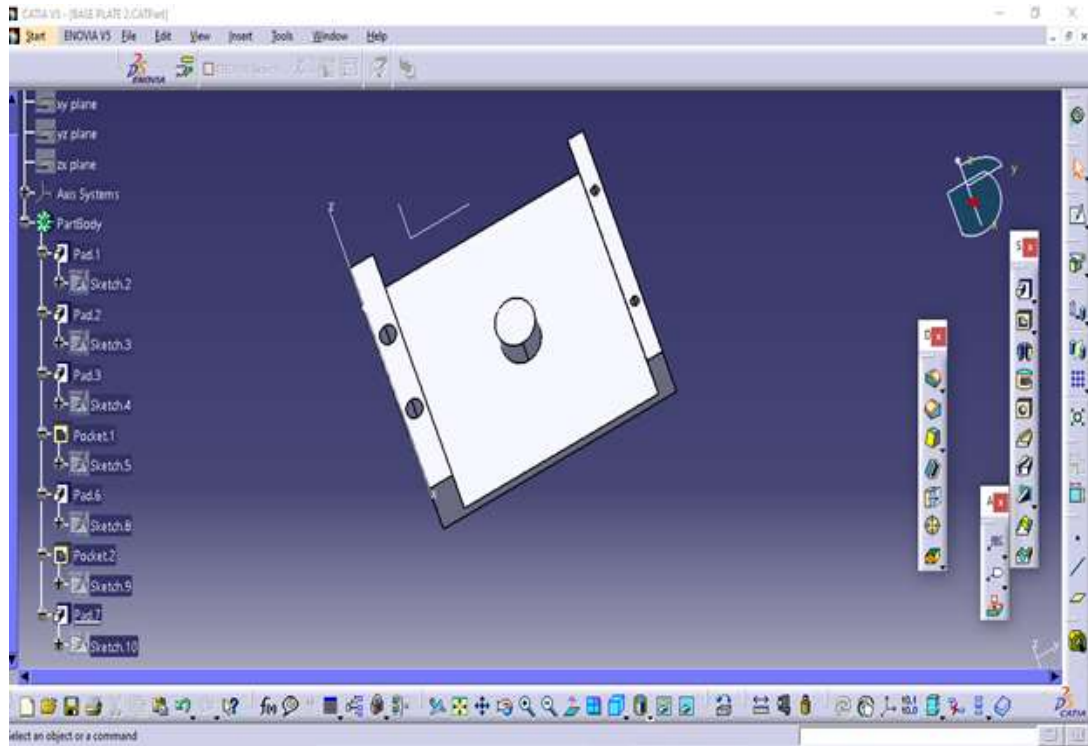 CATIA V5 - [BASE PLATE 2.CATPart]
Start ENOVIA V5 File Edit View Insert Tools Window Help
ENOVIA
xy plane
yz plane
zx plane
Axis Systems
PartBody
Pad.1
Sketch.2
Pad.2
Sketch.3
Pad.3
Sketch.4
Pocket.1
Sketch.5
Pad.6
Sketch.8
Pocket.2
Sketch.9
Pad.7
Sketch.10
z
y
S
D
A
CATIA
Select an object or a command